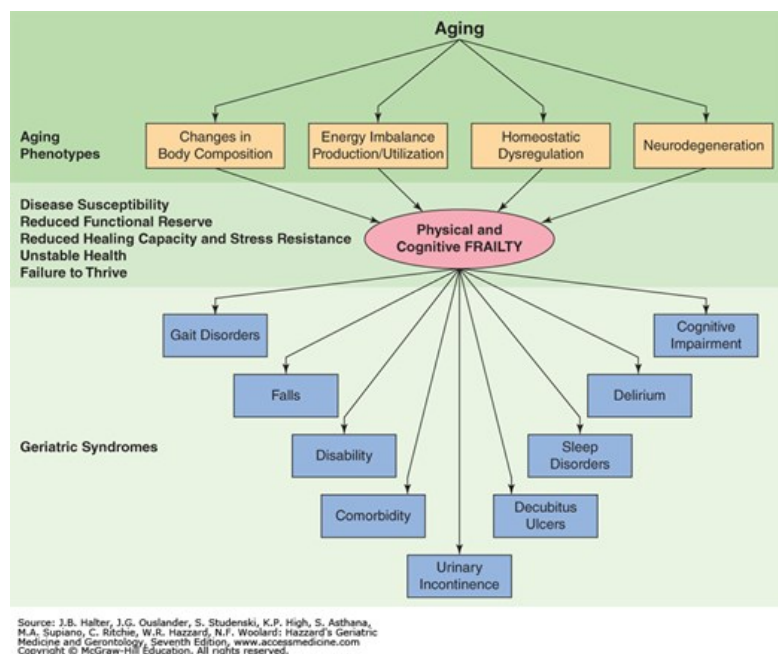 Aging
Aging
Phenotypes
Changes in
Body Composition
Energy Imbalance
Production/Utilization
Homeostatic
Dysregulation
Neurodegeneration
Disease Susceptibility
Reduced Functional Reserve
Reduced Healing Capacity and Stress Resistance
Unstable Health
Failure to Thrive
Physical and
Cognitive FRAILTY
Gait Disorders
Cognitive
Impairment
Falls
Delirium
Geriatric Syndromes
Disability
Sleep
Disorders
Comorbidity
Decubitus
Ulcers
Urinary
Incontinence
Source: J.B. Halter, J.G. Ouslander, S. Studenski, K.P. High, S. Asthana,
M.A. Supiano, C. Ritchie, W.R. Hazzard, N.F. Woolard: Hazzard's Geriatric
Medicine and Gerontology, Seventh Edition, www.accessmedicine.com
Copyright © McGraw-Hill Education. All rights reserved.